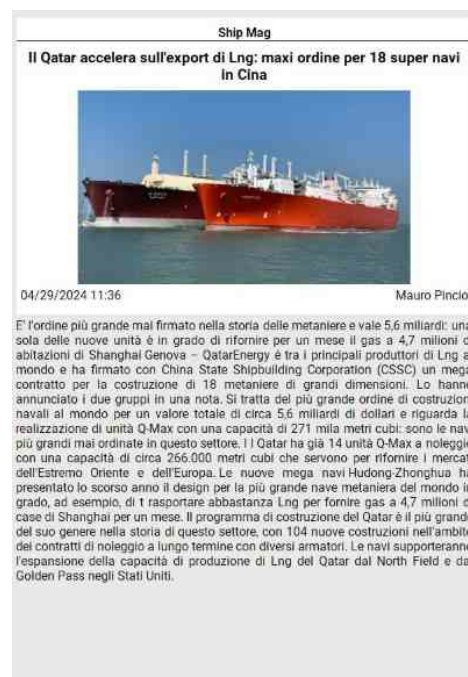 Ship Mag
Il Qatar accelera sull'export di Lng: maxi ordine per 18 super navi
in Cina
04/29/2024 11:36
Mauro Pincio
E' l'ordine più grande mai firmato nella storia delle metaniere e vale 5,6 miliardi: una
sola delle nuove unità è in grado di rifornire per un mese il gas a 4,7 milioni d
abitazioni di Shanghai Genova – QatarEnergy è tra i principali produttori di Lng a
mondo e ha firmato con China State Shipbuilding Corporation (CSSC) un mega
contratto per la costruzione di 18 metaniere di grandi dimensioni. Lo hanno
annunciato i due gruppi in una nota. Si tratta del più grande ordine di costruzion
navali al mondo per un valore totale di circa 5,6 miliardi di dollari e riguarda la
realizzazione di unità Q-Max con una capacità di 271 mila metri cubi: sono le nav
più grandi mai ordinate in questo settore. I l Qatar ha già 14 unità Q-Max a noleggio
con una capacità di circa 266.000 metri cubi che servono per rifornire i mercat
dell'Estremo Oriente e dell'Europa. Le nuove mega navi Hudong-Zhonghua ha
presentato lo scorso anno il design per la più grande nave metaniera del mondo in
grado, ad esempio, di t rasportare abbastanza Lng per fornire gas a 4,7 milioni d
case di Shanghai per un mese. Il programma di costruzione del Qatar è il più grande
del suo genere nella storia di questo settore, con 104 nuove costruzioni nell'ambito
dei contratti di noleggio a lungo termine con diversi armatori. Le navi supporteranno
l'espansione della capacità di produzione di Lng del Qatar dal North Field e da
Golden Pass negli Stati Uniti.